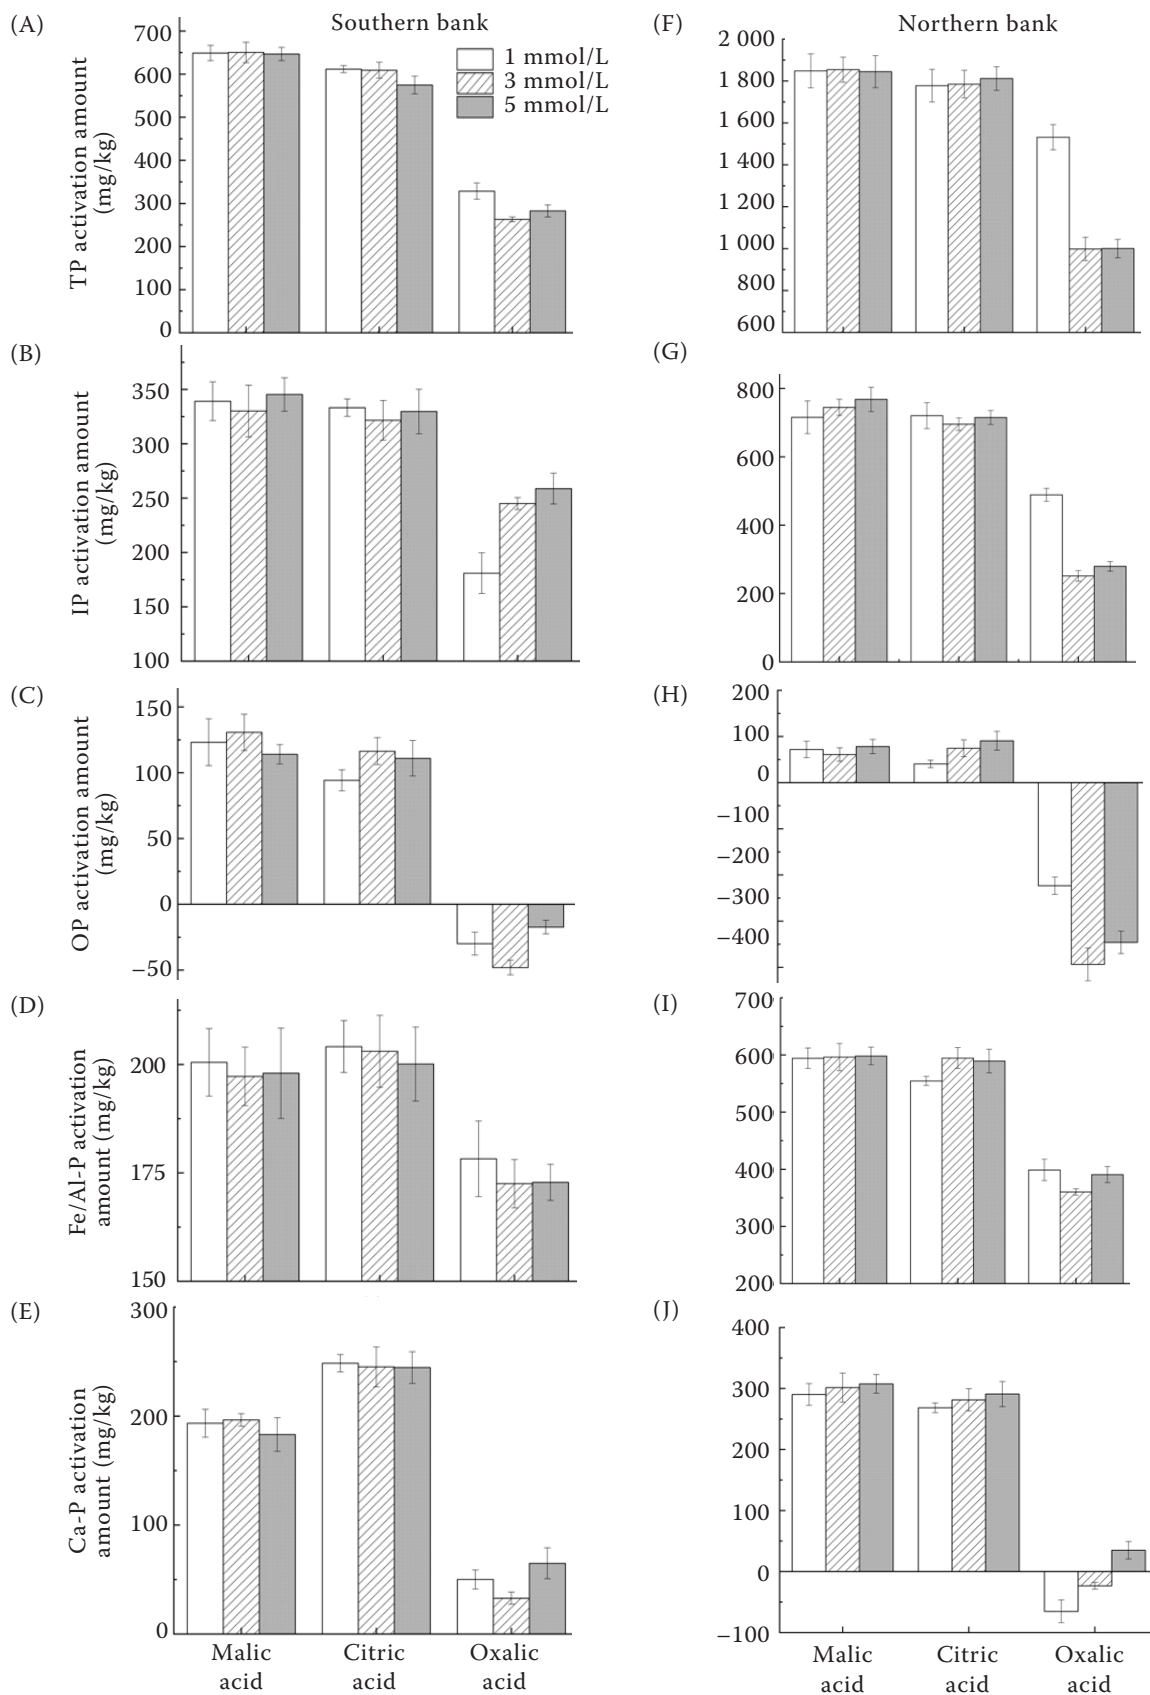 (A)
Southern bank
TP activation amount
(mg/kg)
700
600
500
400
300
200
100
0
1 mmol/L
3 mmol/L
5 mmol/L
(F)
Northern bank
2 000
1 800
1 600
1 400
1 200
1 000
800
600
(B)
IP activation amount
(mg/kg)
350
300
250
200
150
100
(G)
800
600
400
200
0
(C)
OP activation amount
(mg/kg)
150
100
50
0
−50
(H)
200
100
0
−100
−200
−300
−400
(D)
Fe/Al-P activation
amount (mg/kg)
200
175
150
(I)
700
600
500
400
300
200
(E)
Ca-P activation
amount (mg/kg)
300
200
100
0
Malic
acid
Citric
acid
Oxalic
acid
(J)
400
300
200
100
0
−100
Malic
acid
Citric
acid
Oxalic
acid